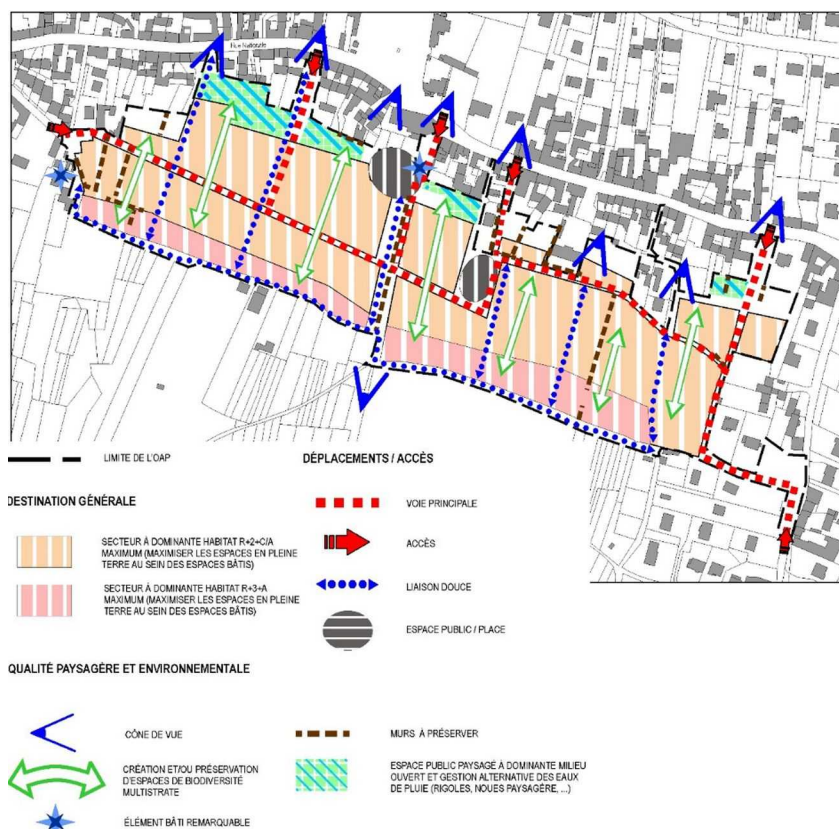 Rue Nationale
LIMITE DE L'OAP
DESTINATION GÉNÉRALE
SECTEUR À DOMINANTE HABITAT R+2+C/A
MAXIMUM (MAXIMISER LES ESPACES EN PLEINE
TERRE AU SEIN DES ESPACES BÂTIS)
SECTEUR À DOMINANTE HABITAT R+3+A
MAXIMUM (MAXIMISER LES ESPACES EN PLEINE
TERRE AU SEIN DES ESPACES BÂTIS)
DÉPLACEMENTS / ACCÈS
VOIE PRINCIPALE
ACCÈS
LIAISON DOUCE
ESPACE PUBLIC / PLACE
QUALITÉ PAYSAGÈRE ET ENVIRONNEMENTALE
CÔNE DE VUE
CRÉATION ET/OU PRÉSERVATION
D'ESPACES DE BIODIVERSITÉ
MULTISTRATE
ÉLÉMENT BÂTI REMARQUABLE
MURS À PRÉSERVER
ESPACE PUBLIC PAYSAGÉ À DOMINANTE MILIEU
OUVERT ET GESTION ALTERNATIVE DES EAUX
DE PLUIE (RIGOLES, NOUES PAYSAGÈRE, ...)